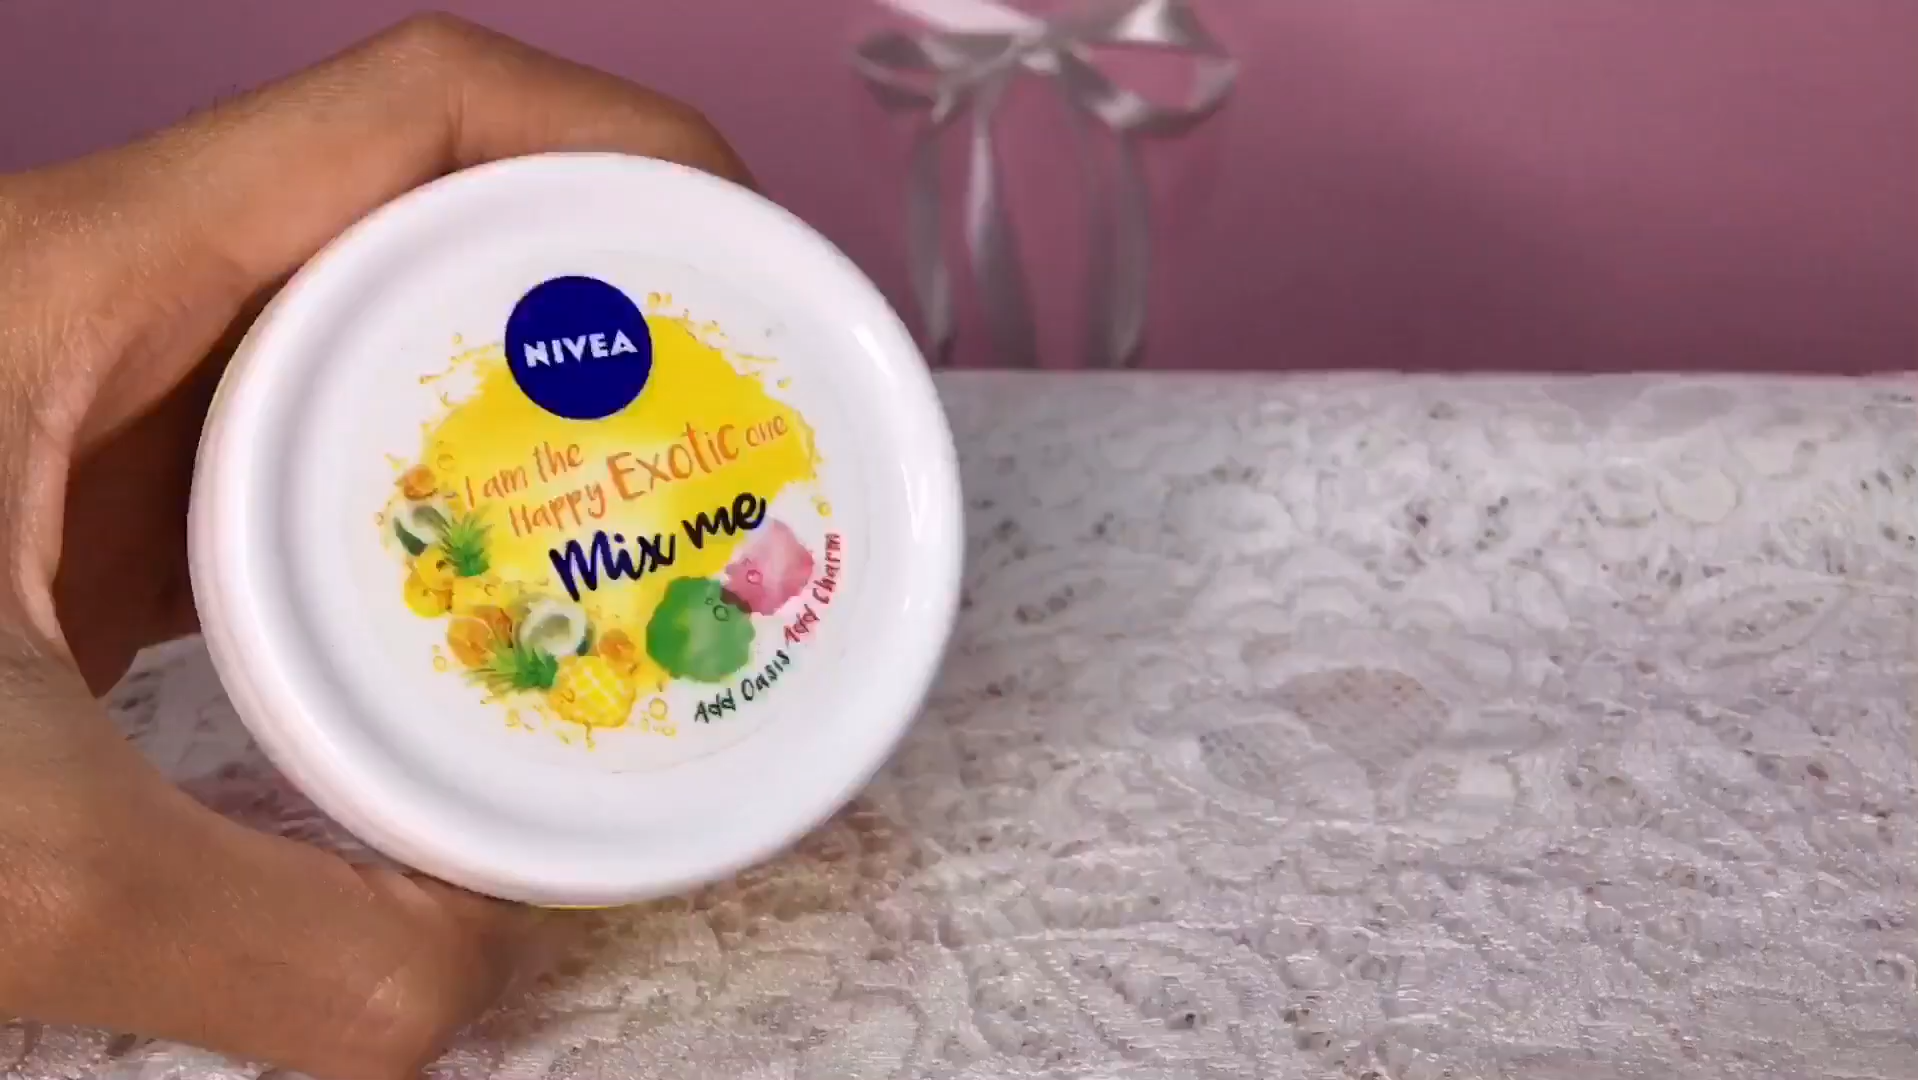 NIVEA
I am the
Happy Exotic one
Mix me
Add Oasis Add Charm